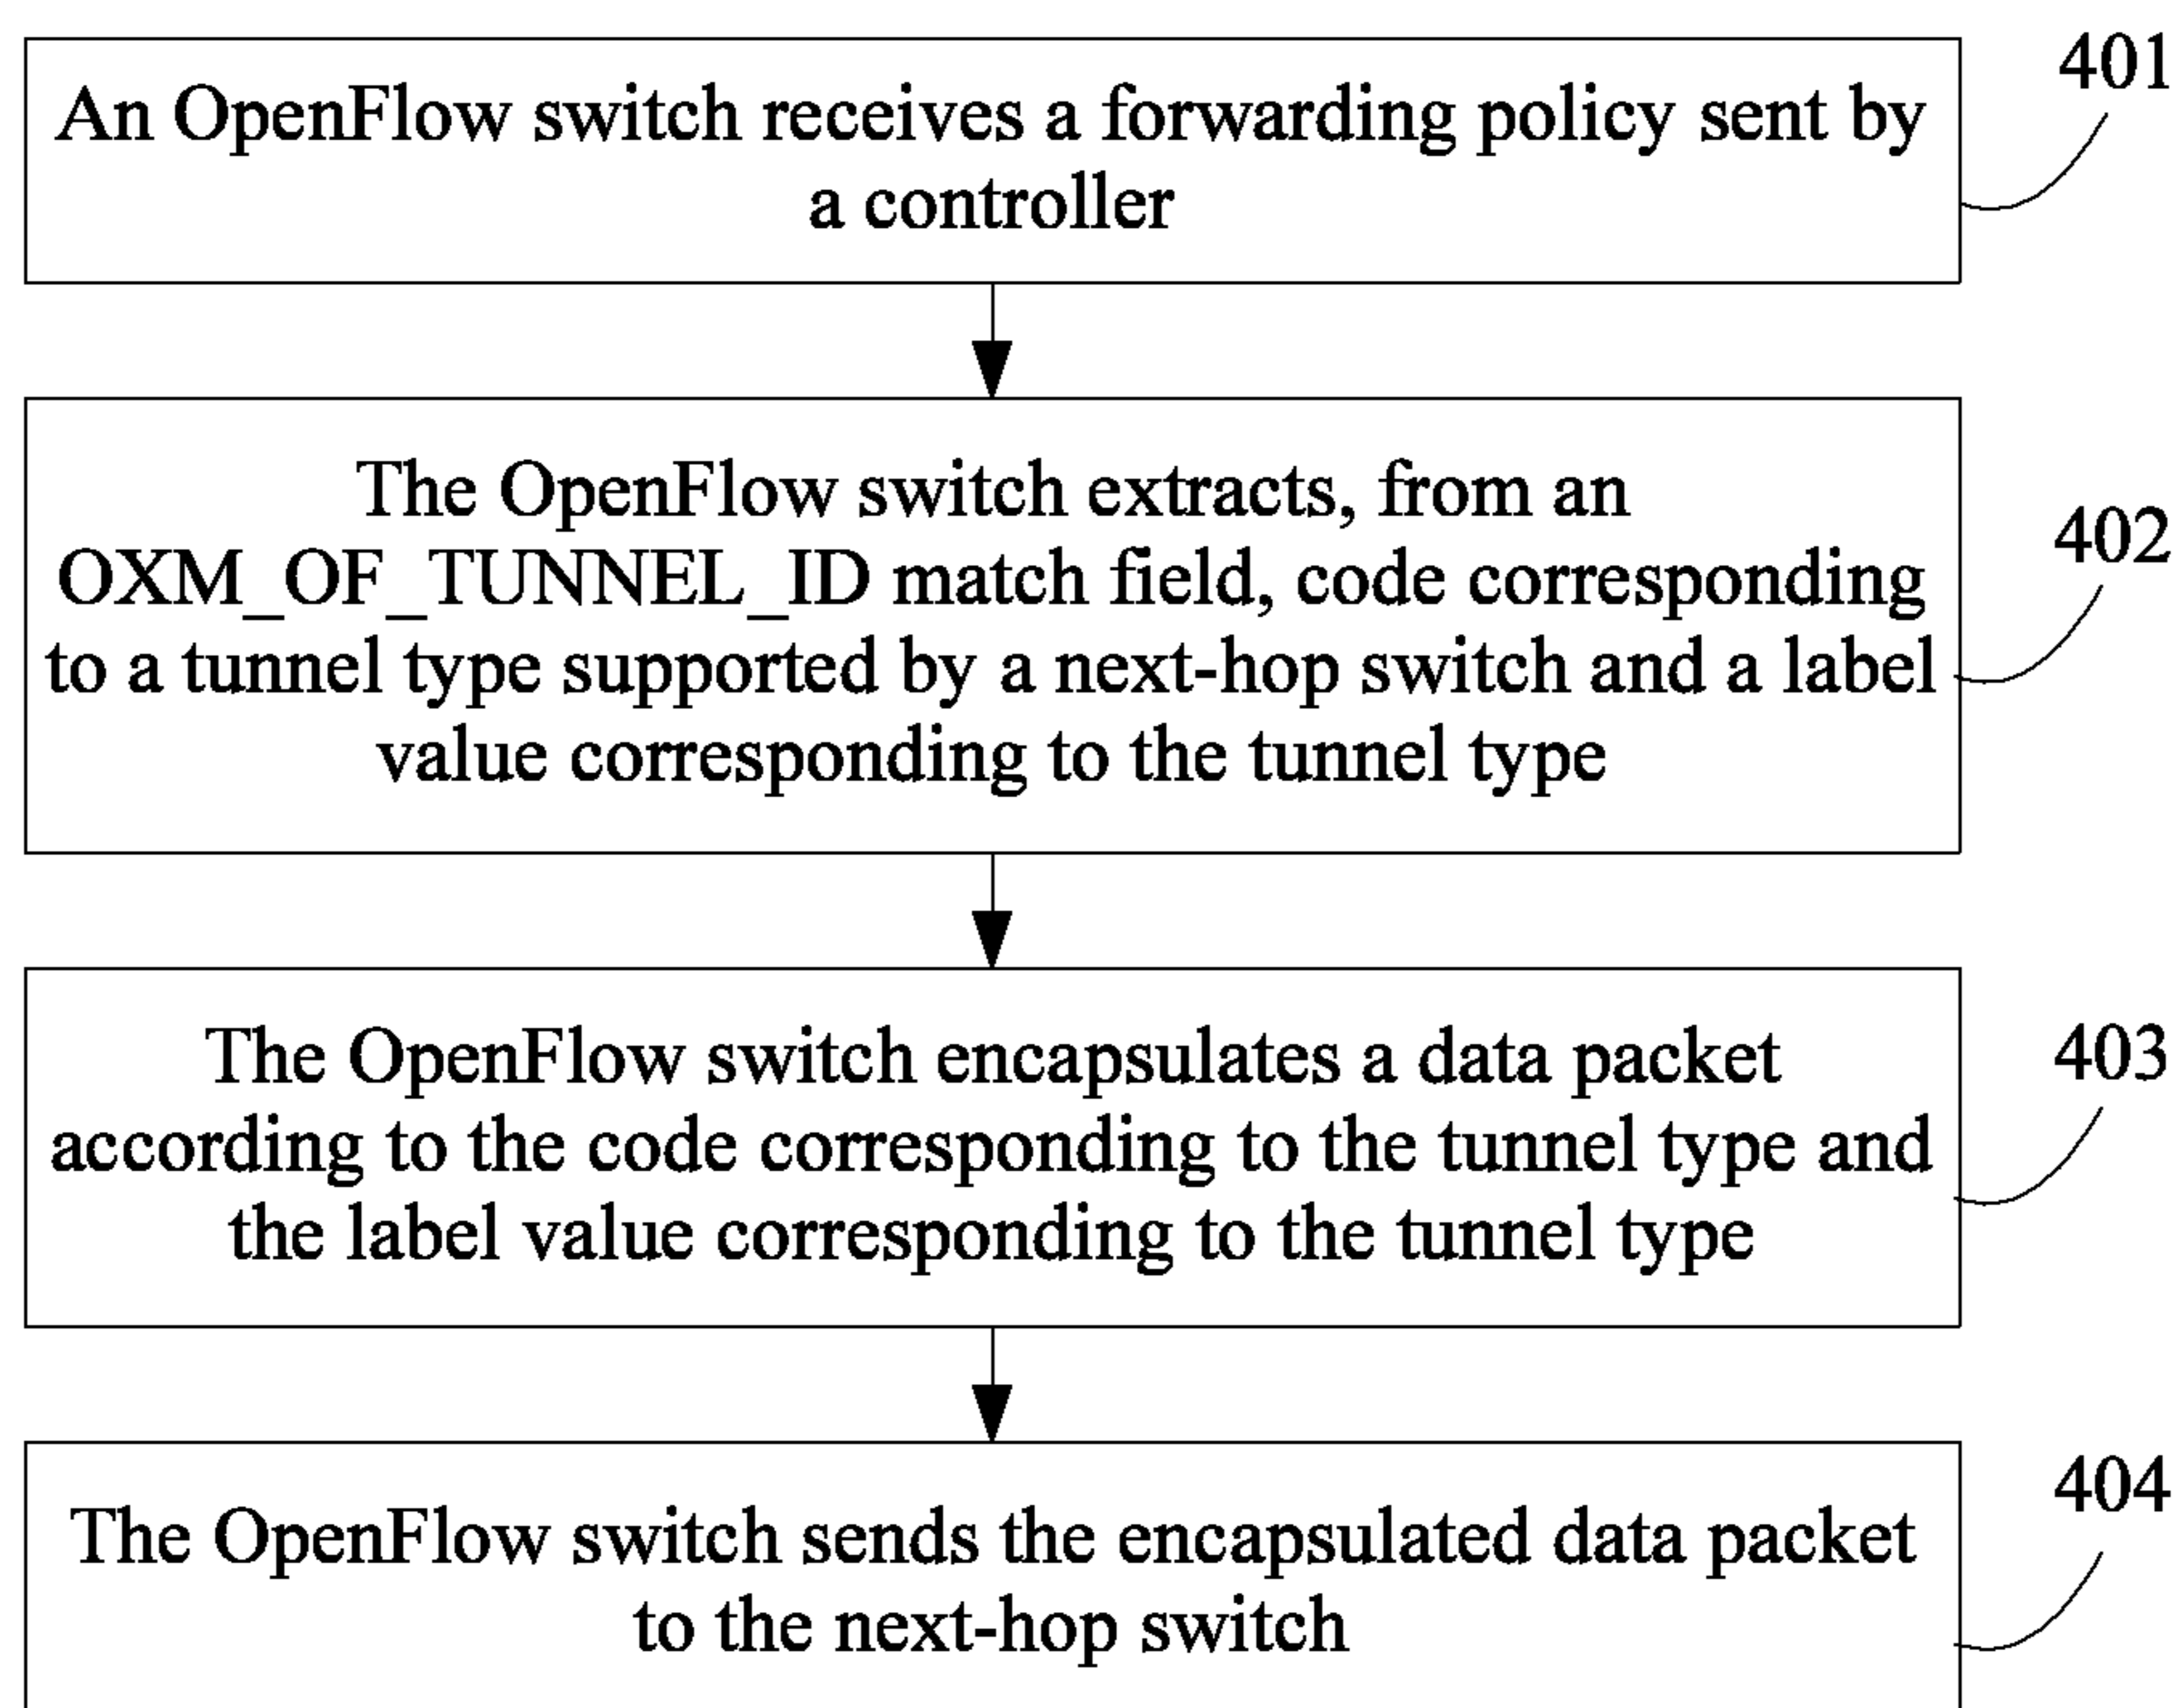 An OpenFlow switch receives a forwarding policy sent by
a controller
401
The OpenFlow switch extracts, from an
OXM_OF_TUNNEL_ID match field, code corresponding
to a tunnel type supported by a next-hop switch and a label
value corresponding to the tunnel type
402
The OpenFlow switch encapsulates a data packet
according to the code corresponding to the tunnel type and
the label value corresponding to the tunnel type
403
The OpenFlow switch sends the encapsulated data packet
to the next-hop switch
404